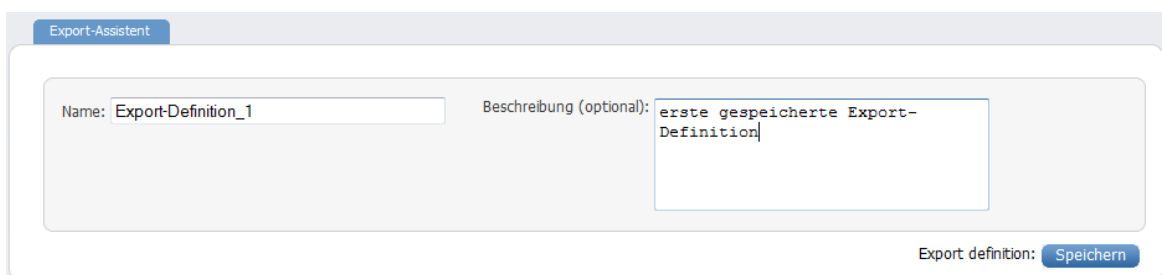 Export-Assistent
Name: Export-Definition_1
Beschreibung (optional): erste gespeicherte Export-
Definition
Export definition: Speichern